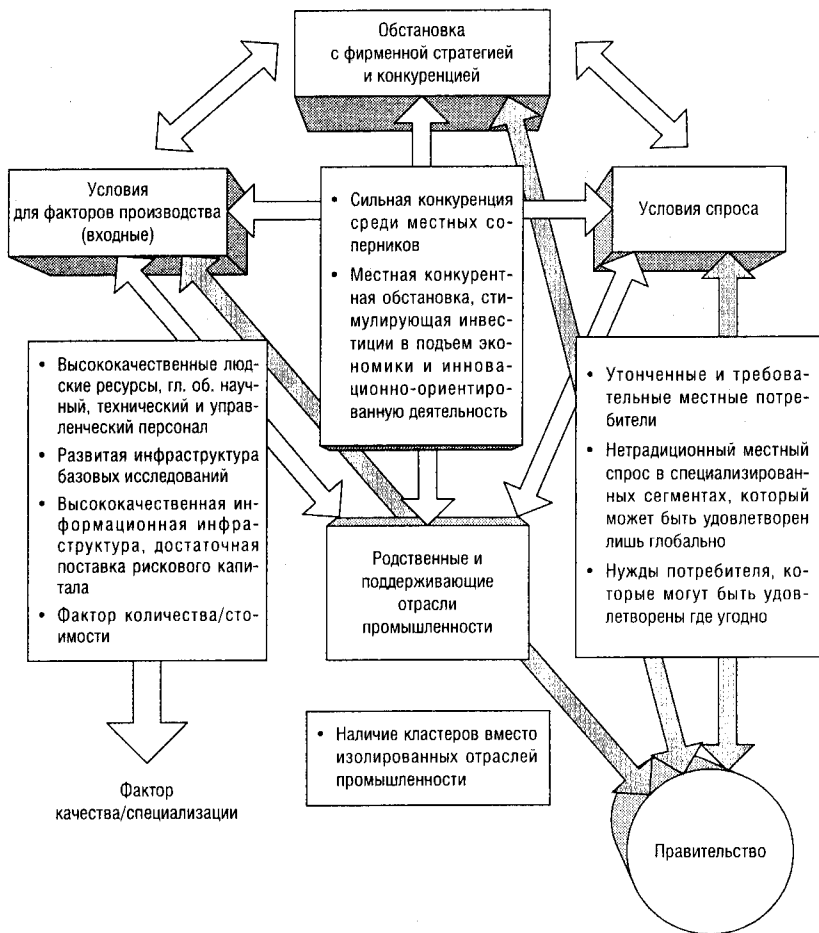 Обстановка
с фирменной стратегией
и конкуренцией
Условия
для факторов производства
(входные)
• Сильная конкуренция
среди местных со-
перников
• Местная конкурент-
ная обстановка, сти-
мулирующая инвес-
тиции в подъем эко-
номики и иннова-
ционно-ориентиро-
ванную деятельность
Условия спроса
• Высококачественные люд-
ские ресурсы, гл. об. науч-
ный, технический и управ-
ленческий персонал
• Развитая инфраструктура
базовых исследований
• Высококачественная ин-
формационная инфра-
структура, достаточная
поставка рискового капи-
тала
• Фактор количества/сто-
имости
Родственные и
поддерживающие
отрасли
промышленности
• Утонченные и требо-
вательные местные потре-
бители
• Нетрадиционный местный
спрос в специализирован-
ных сегментах, который
может быть удовлетворен
лишь глобально
• Нужды потребителя, ко-
торые могут быть удов-
летворены где угодно
Фактор
качества/специализации
• Наличие кластеров вместо
изолированных отраслей
промышленности
Правительство